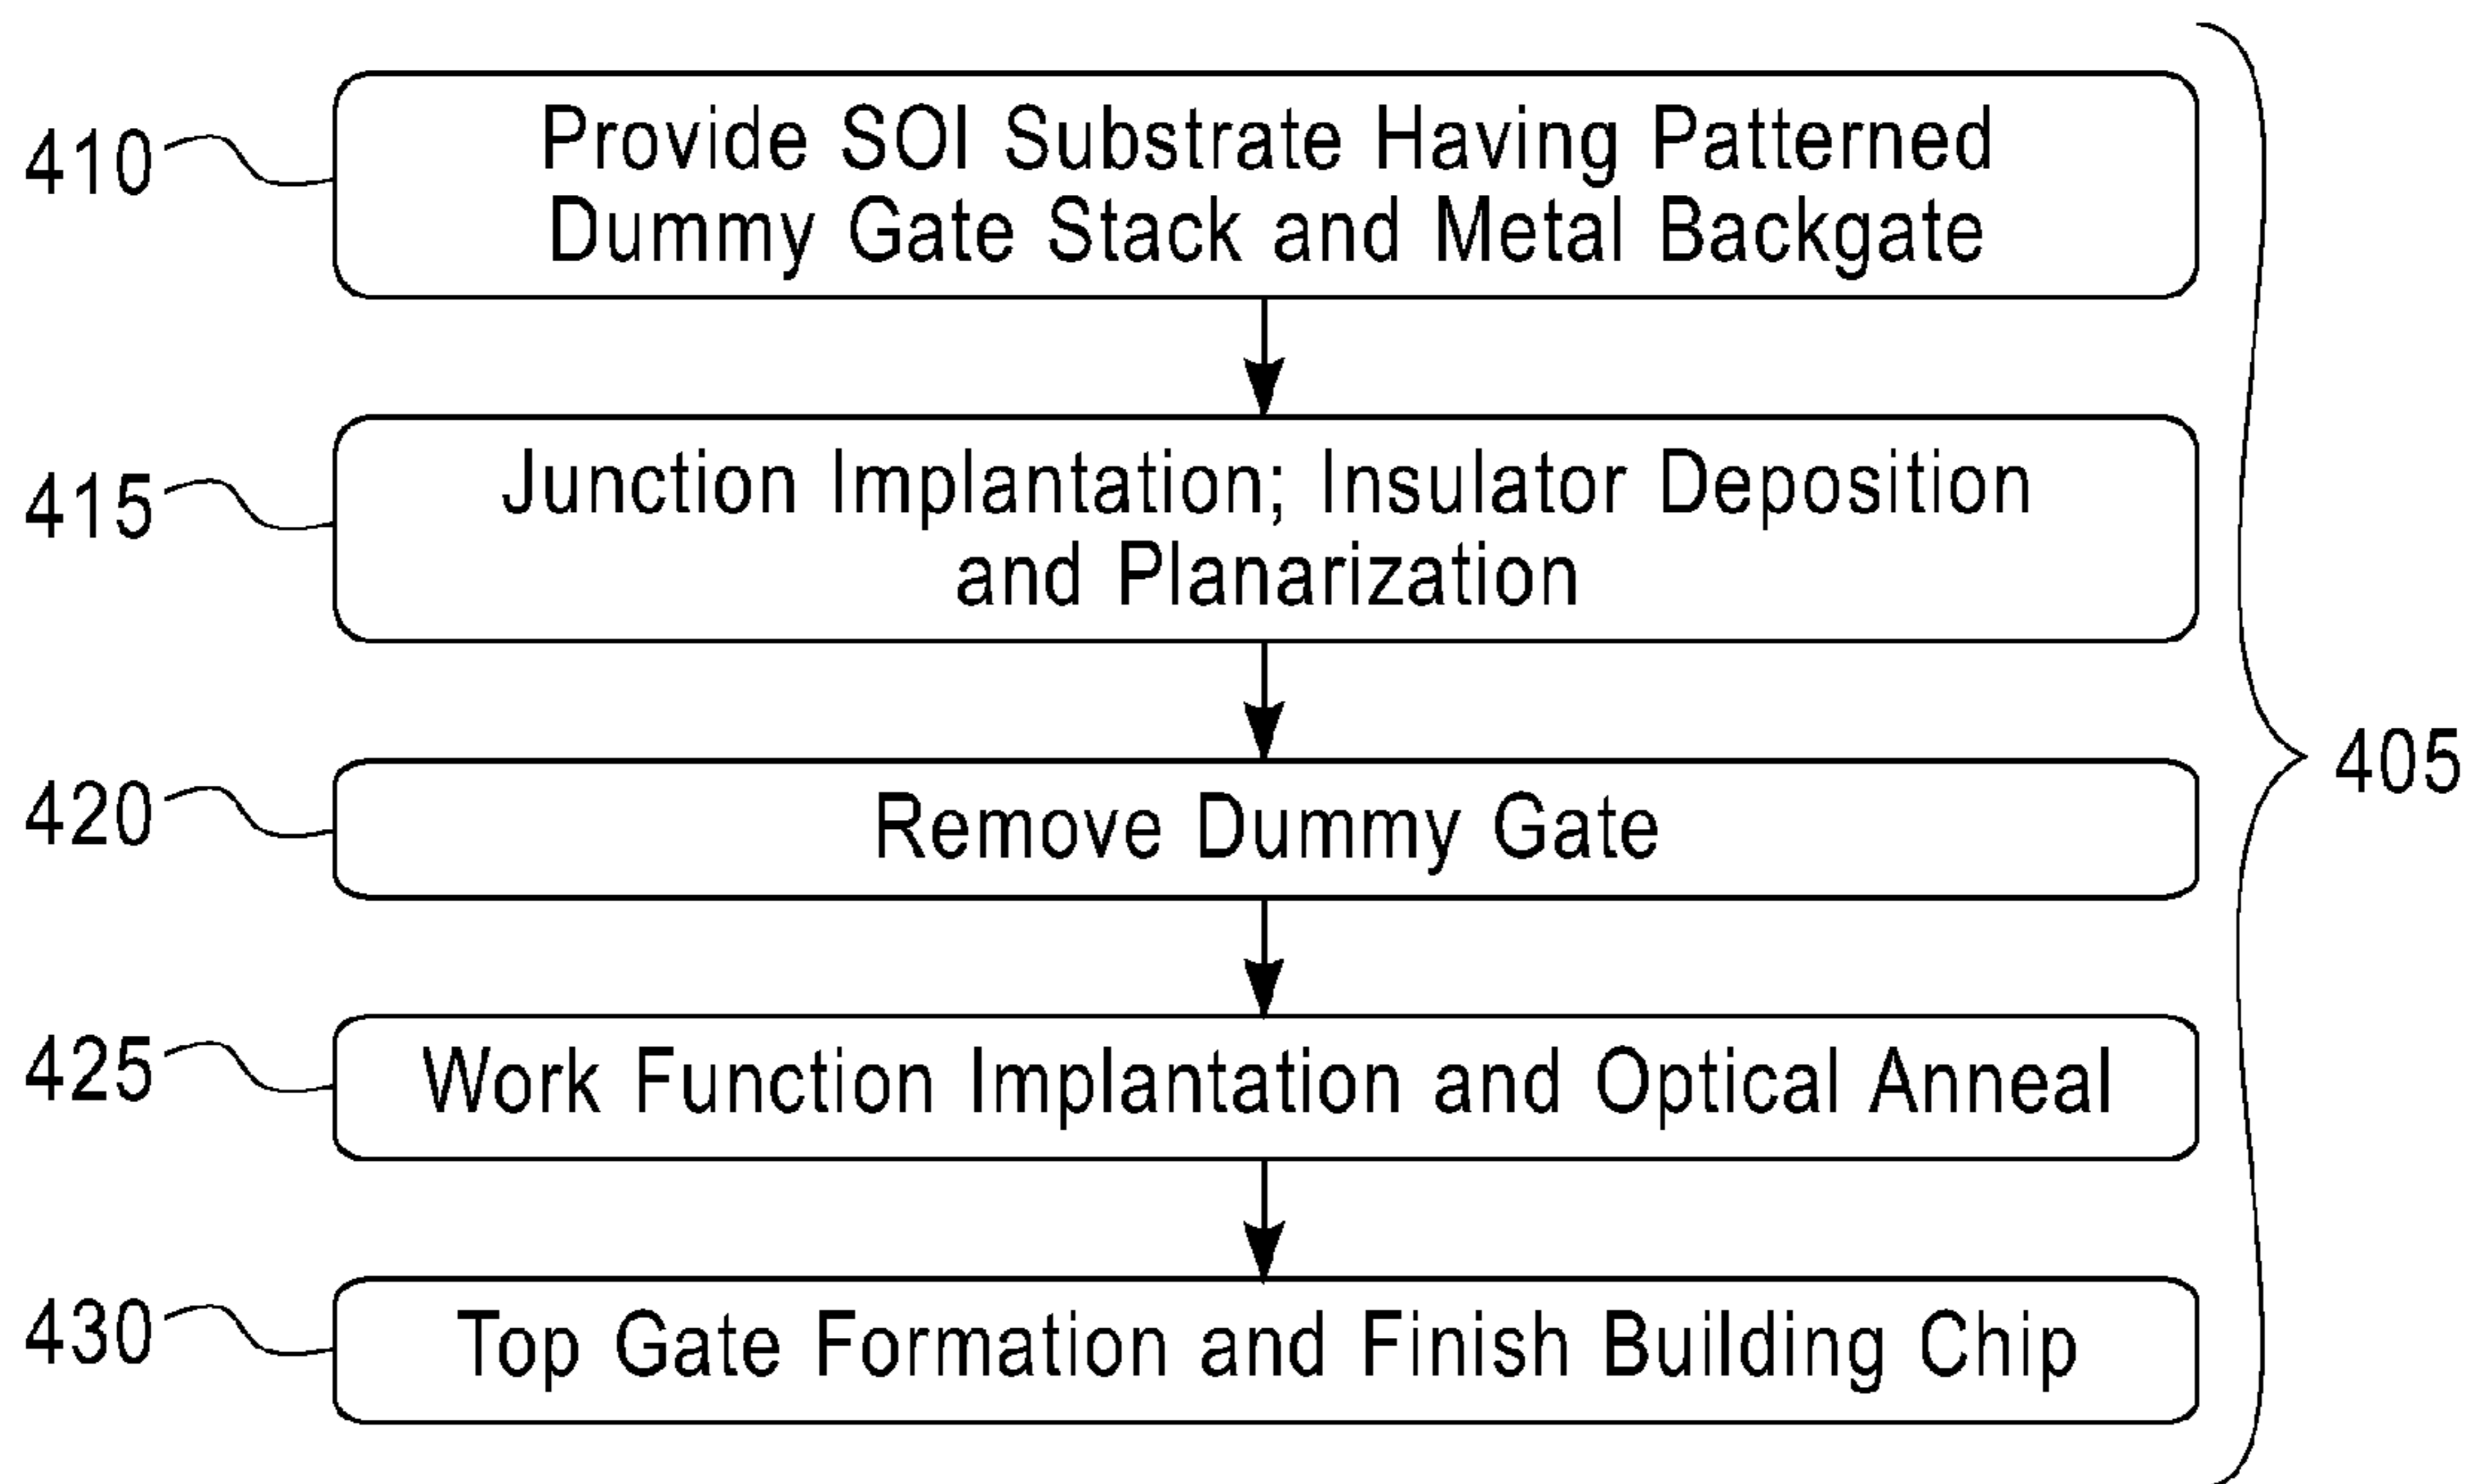 410
Provide SOI Substrate Having Patterned
Dummy Gate Stack and Metal Backgate
415
Junction Implantation; Insulator Deposition
and Planarization
405
420
Remove Dummy Gate
425
Work Function Implantation and Optical Anneal
430
Top Gate Formation and Finish Building Chip